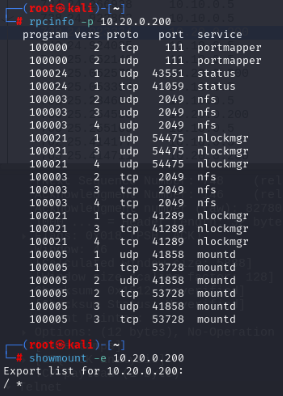 (root㉿kali)-[~]
rpcinfo -p 10.20.0.200
program vers proto port service
100000 2 tcp 111 portmapper
100000 2 udp 111 portmapper
100024 1 udp 43551 status
100024 1 tcp 41059 status
100003 2 udp 2049 nfs
100003 3 udp 2049 nfs
100003 4 udp 2049 nfs
100021 1 udp 54475 nlockmgr
100021 3 udp 54475 nlockmgr
100021 4 udp 54475 nlockmgr
100003 2 tcp 2049 nfs
100003 3 tcp 2049 nfs
100003 4 tcp 2049 nfs
100021 1 tcp 41289 nlockmgr
100021 3 tcp 41289 nlockmgr
100021 4 tcp 41289 nlockmgr
100005 1 udp 41858 mountd
100005 1 tcp 53728 mountd
100005 2 udp 41858 mountd
100005 2 tcp 53728 mountd
100005 3 udp 41858 mountd
100005 3 tcp 53728 mountd
(root㉿kali)-[~]
showmount -e 10.20.0.200
Export list for 10.20.0.200:
/ *